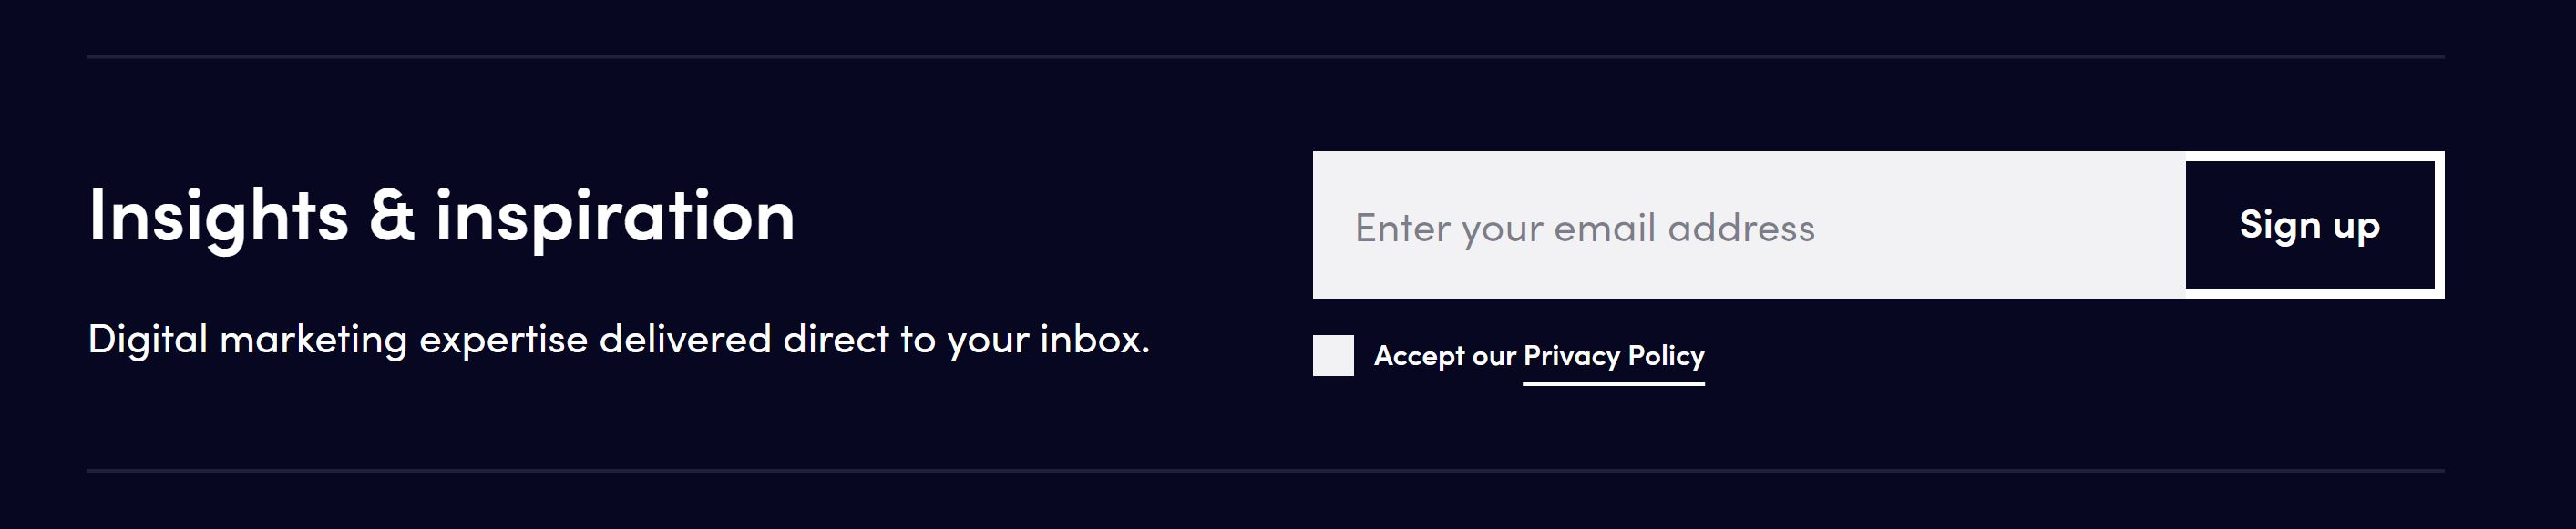 Insights & inspiration
Digital marketing expertise delivered direct to your inbox.
Enter your email address
Sign up
Accept our Privacy Policy